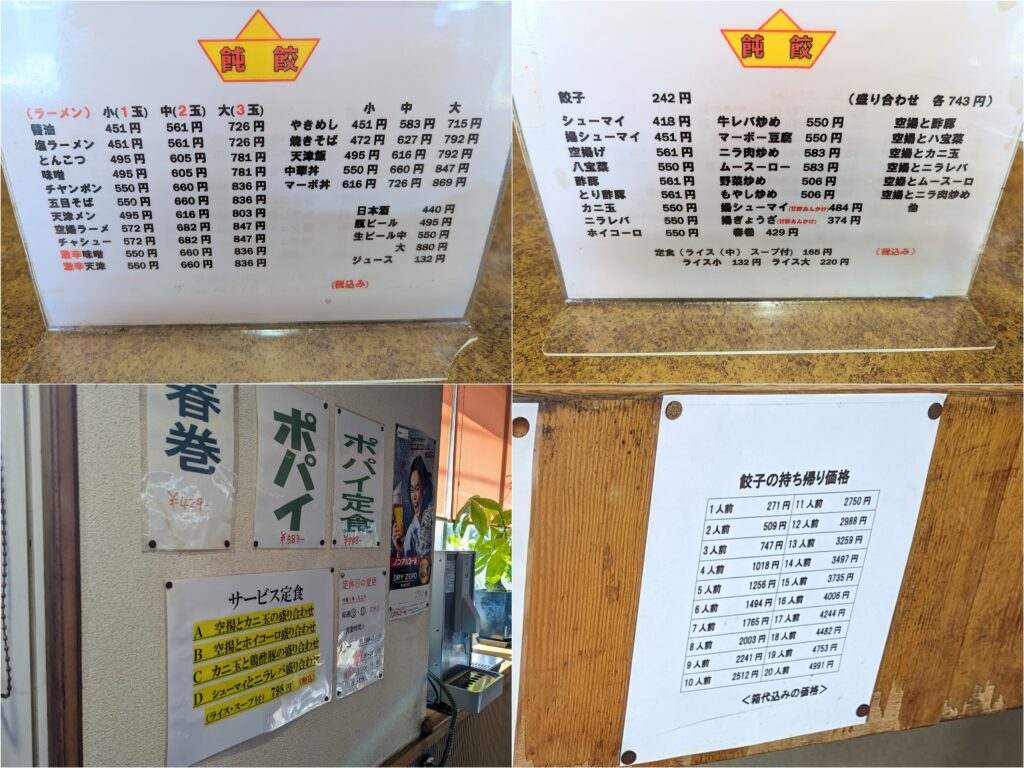 飩餃
(ラーメン) 小(1玉) 中(2玉) 大(3玉)
醤油 451円 561円 726円
塩ラーメン 451円 561円 726円
とんこつ 495円 605円 781円
味噌 495円 605円 781円
チャンポン 550円 660円 836円
五目そば 550円 660円 836円
天津メン 495円 616円 803円
空揚ラーメン 572円 682円 847円
チャシュー 572円 682円 847円
激辛味噌 550円 660円 836円
激辛天津 550円 660円 836円
小 中 大
やきめし 451円 583円 715円
焼きそば 472円 627円 792円
天津飯 495円 616円 792円
中華丼 550円 660円 847円
マーボ丼 616円 726円 869円
日本酒 440円
瓶ビール 495円
生ビール中 550円
大 880円
ジュース 132円
(税込み)
飩餃
餃子 242円
シューマイ 418円
揚シューマイ 451円
空揚げ 561円
八宝菜 550円
酢豚 561円
とり酢豚 561円
カニ玉 550円
ニラレバ 550円
ホイコーロ 550円
牛レバ炒め 550円
マーボー豆腐 550円
ニラ肉炒め 583円
ムースーロー 583円
野菜炒め 506円
もやし炒め 506円
揚シューマイ(甘酢あんかけ) 484円
揚ぎょうざ(甘酢あんかけ) 374円
春巻 429円
(盛り合わせ 各743円)
空揚と酢豚
空揚と八宝菜
空揚とカニ玉
空揚とニラレバ
空揚とムースーロ
空揚とニラ肉炒め
他
定食(ライス(中) スープ付) 165円
ライス小 132円 ライス大 220円
(税込み)
春巻
¥429-
ポパイ
¥583-
ポパイ定食
ノンアルコール
DRY ZERO
サービス定食
A 空揚とカニ玉の盛り合わせ
B 空揚とホイコーロ盛り合わせ
C カニ玉と鶏酢豚の盛り合わせ
D シューマイとニラレバ盛り合わせ
(ライス・スープ付) 798円 (税込)
定休日の変更
餃子の持ち帰り価格
1人前 271円 11人前 2750円
2人前 509円 12人前 2988円
3人前 747円 13人前 3259円
4人前 1018円 14人前 3497円
5人前 1256円 15人前 3735円
6人前 1494円 16人前 4006円
7人前 1765円 17人前 4244円
8人前 2003円 18人前 4482円
9人前 2241円 19人前 4753円
10人前 2512円 20人前 4991円
＜箱代込みの価格＞